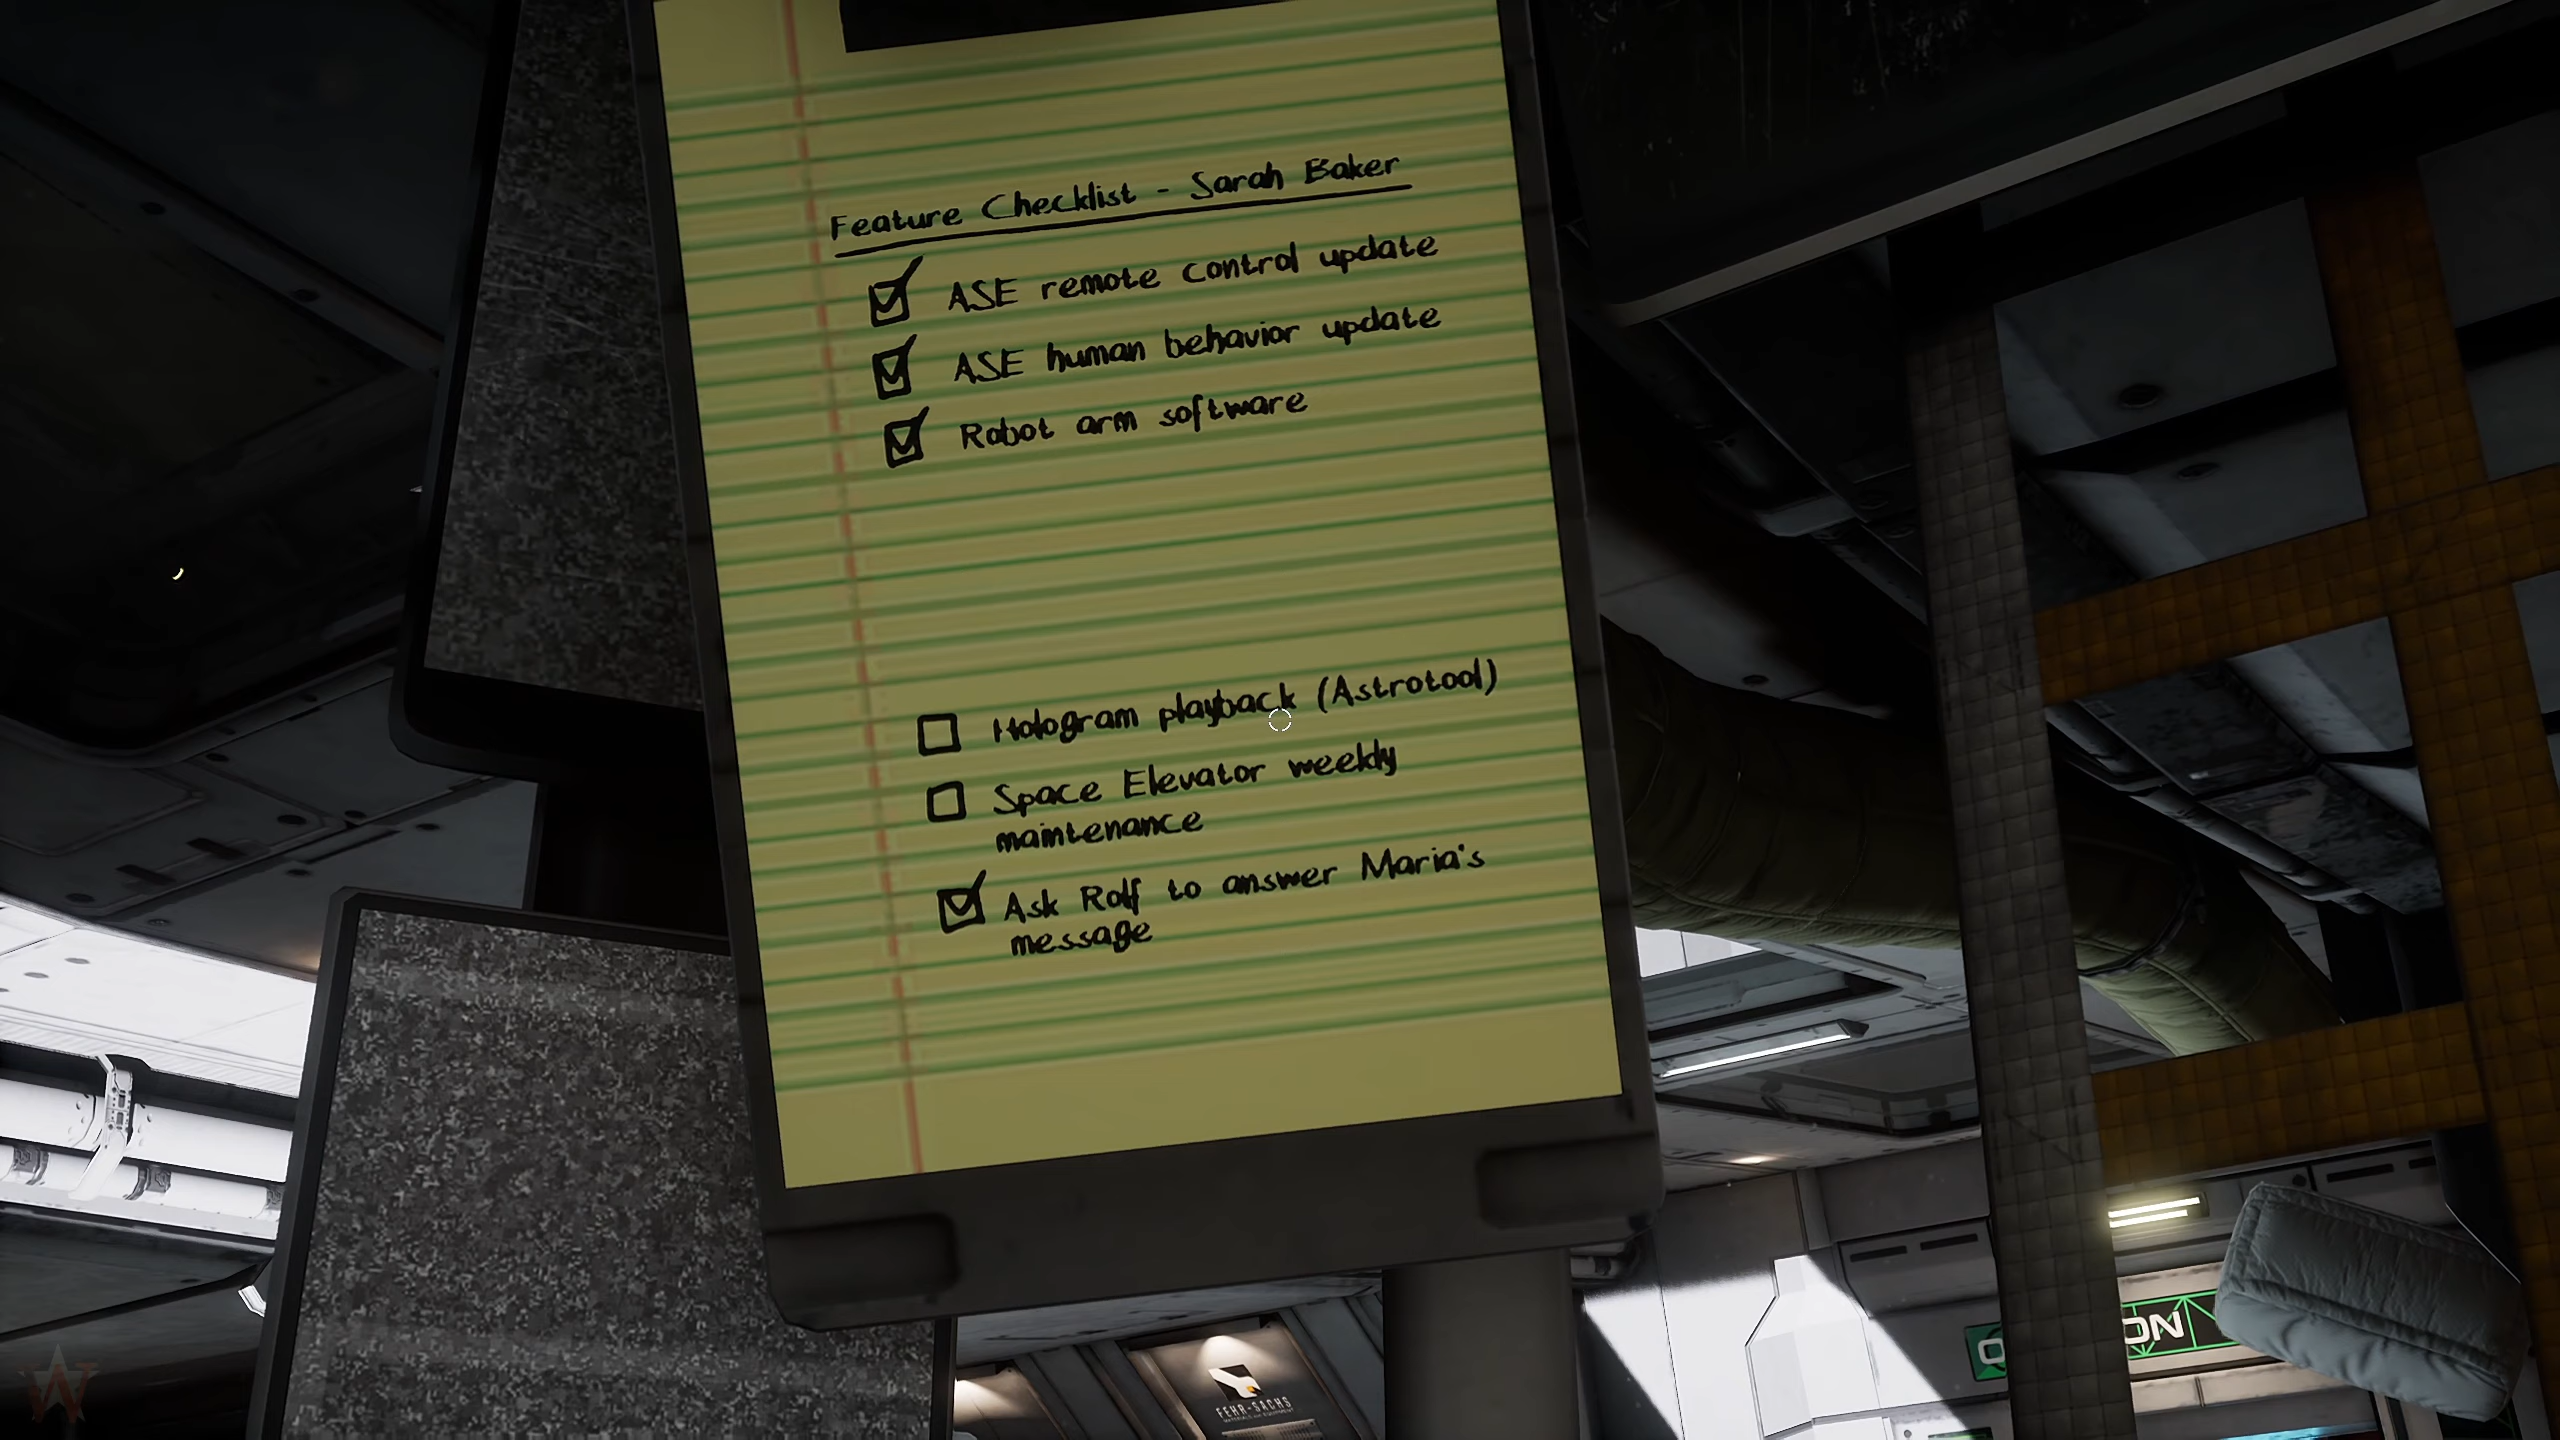 Feature Checklist - Sarah Baker
ASE remote control update
ASE human behavior update
Robot arm software
Hologram playback (Astrotool)
Space Elevator weekly
maintenance
Ask Rolf to answer Maria's
message
ON
FEHR-SACHS
W